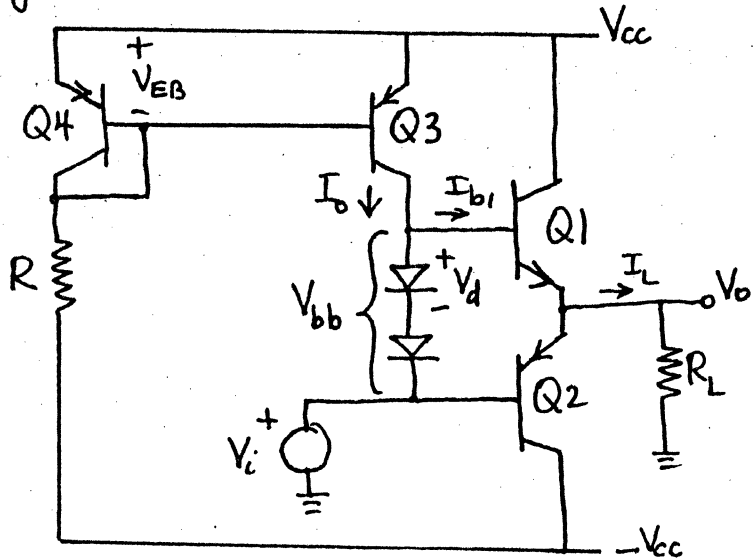 Vcc
+
VEB
-
Q4
Q3
Io
Ib1
Q1
R
Vbb
+
Vd
-
IL
Vo
Q2
RL
+
Vi
-Vcc